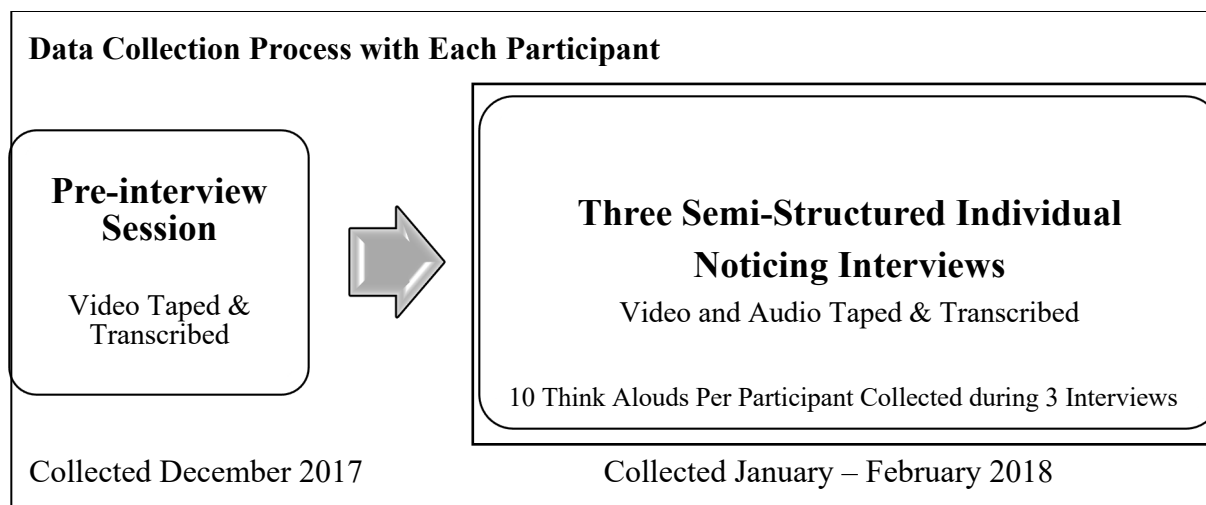 Data Collection Process with Each Participant
Pre-interview
Session
Video Taped &
Transcribed
Three Semi-Structured Individual
Noticing Interviews
Video and Audio Taped & Transcribed
10 Think Alouds Per Participant Collected during 3 Interviews
Collected December 2017
Collected January – February 2018